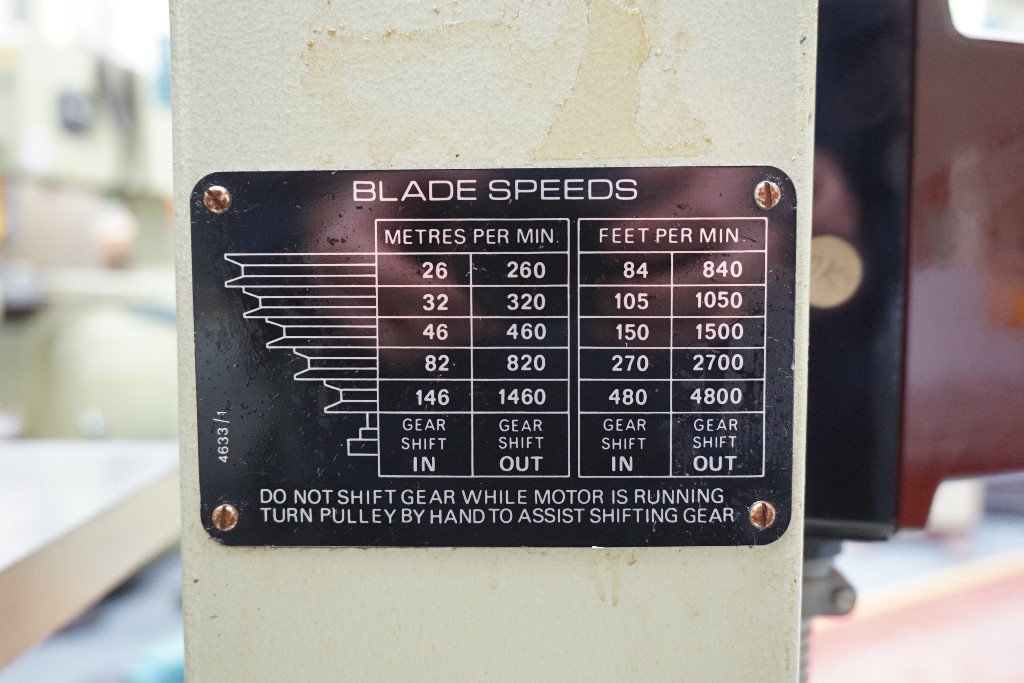 BLADE SPEEDS
METRES PER MIN. FEET PER MIN.
26 260 84 840
32 320 105 1050
46 460 150 1500
82 820 270 2700
146 1460 480 4800
GEAR GEAR GEAR GEAR
SHIFT SHIFT SHIFT SHIFT
IN OUT IN OUT
4633/1
DO NOT SHIFT GEAR WHILE MOTOR IS RUNNING
TURN PULLEY BY HAND TO ASSIST SHIFTING GEAR